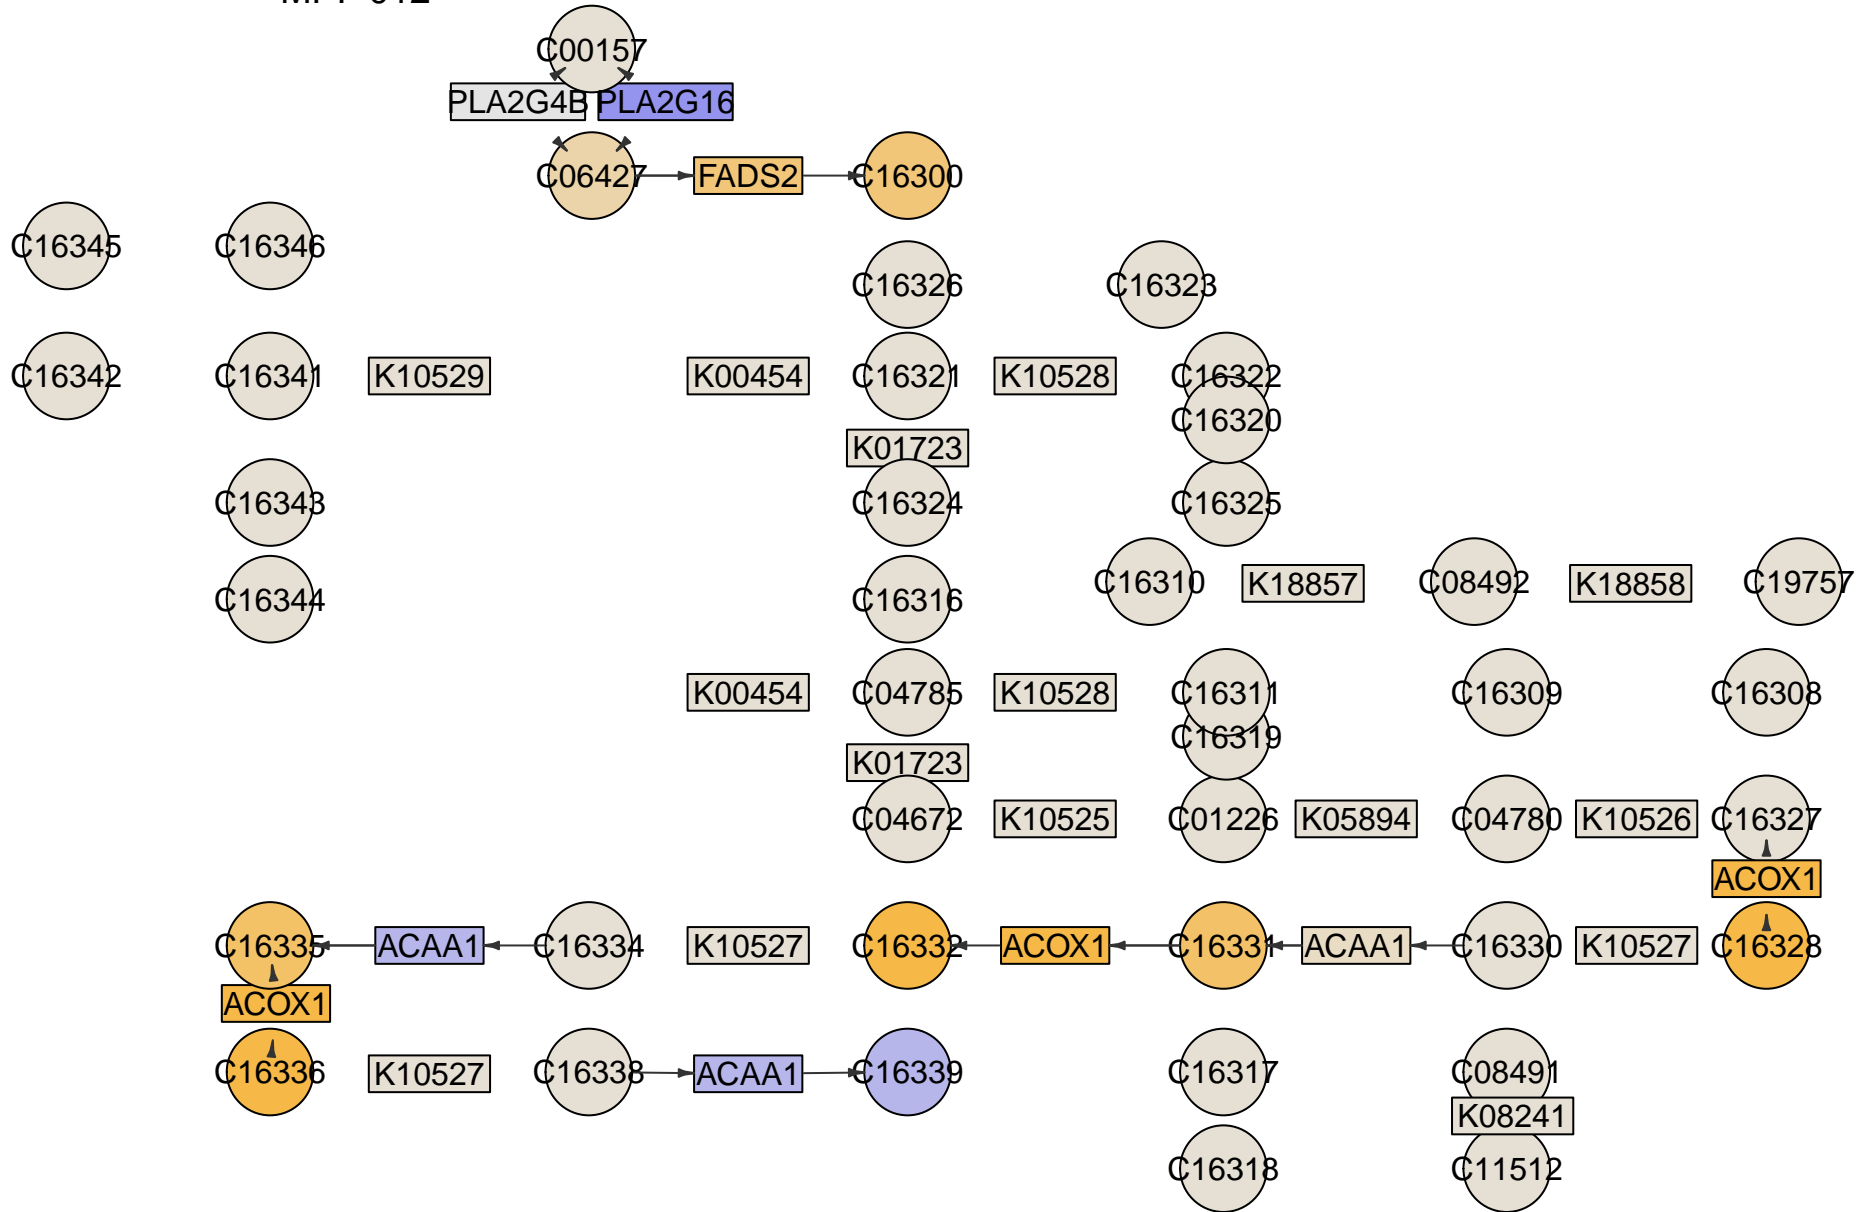 C00157
PLA2G4B PLA2G16
C06427 FADS2 C16300
C16345 C16346
C16326 C16323
C16342 C16341 K10529 K00454 C16321 K10528 C16322
C16320
K01723
C16343 C16324 C16325
C16310 K18857 C08492 K18858 C19757
C16344 C16316
K00454 C04785 K10528 C16311 C16309 C16308
C16319
K01723
C04672 K10525 C01226 K05894 C04780 K10526 C16327
ACOX1
C16335 ACAA1 C16334 K10527 C16332 ACOX1 C16331 ACAA1 C16330 K10527 C16328
ACOX1
C16336 K10527 C16338 ACAA1 C16339 C16317 C08491
K08241
C16318 C11512